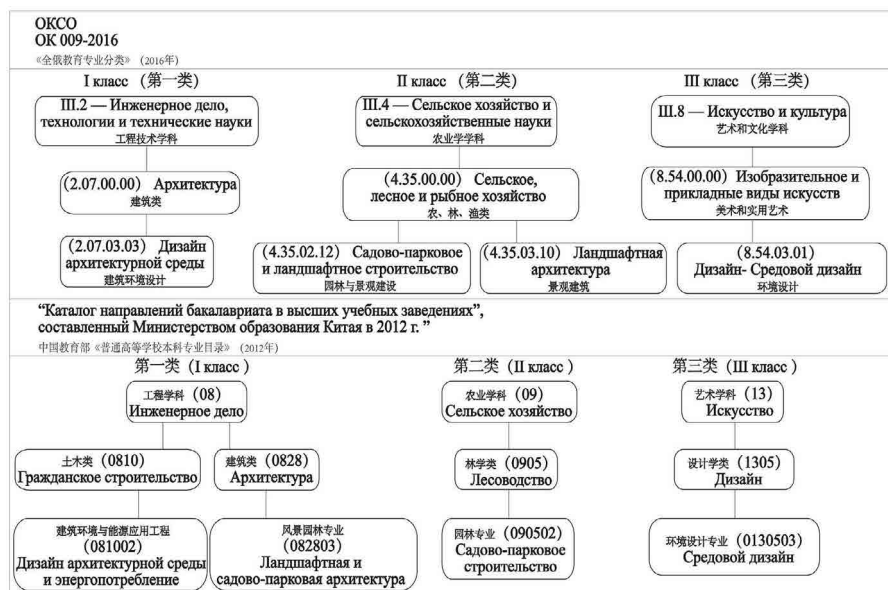 ОКСО
ОК 009-2016
《全俄教育专业分类》 (2016年)
I класс (第一类)
II класс (第二类)
III класс (第三类)
III.2 — Инженерное дело,
технологии и технические науки
工程技术学科
III.4 — Сельское хозяйство и
сельскохозяйственные науки
农业学学科
Ш.8 — Искусство и культура
艺术和文化学科
(2.07.00.00) Архитектура
建筑类
(4.35.00.00) Сельское,
лесное и рыбное хозяйство
农、林、渔类
(8.54.00.00) Изобразительное и
прикладные виды искусств
美术和实用艺术
(2.07.03.03) Дизайн
архитектурной среды
建筑环境设计
(4.35.02.12) Садово-парковое
и ландшафтное строительство
园林与景观建设
(4.35.03.10) Ландшафтная
архитектура
景观建筑
(8.54.03.01)
Дизайн- Средовой дизайн
环境设计
“Каталог направлений бакалавриата в высших учебных заведениях”,
составленный Министерством образования Китая в 2012 г. ”
中国教育部《普通高等学校本科专业目录》 (2012年)
第一类 (I класс )
第二类 (II класс )
第三类 (III класс )
工程学科 (08)
Инженерное дело
农业学科 (09)
Сельское хозяйство
艺术学科 (13)
Искусство
土木类 (0810)
Гражданское строительство
建筑类 (0828)
Архитектура
林学类 (0905)
Лесоводство
设计学类 (1305)
Дизайн
建筑环境与能源应用工程
(081002)
Дизайн архитектурной среды
и энергопотребление
风景园林专业
(082803)
Ландшафтная и
садово-парковая архитектура
园林专业 (090502)
Садово-парковое
строительство
环境设计专业 (0130503)
Средовой дизайн